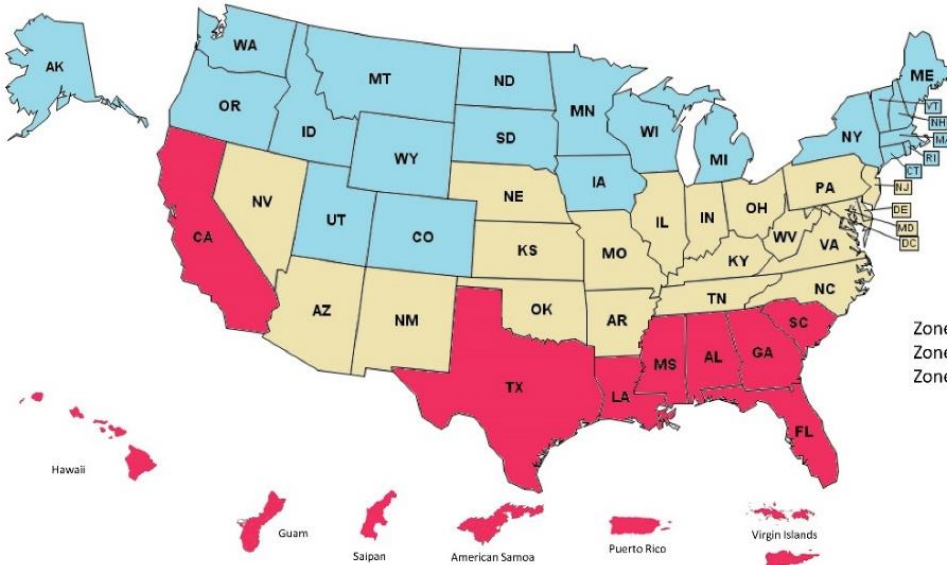 WA
AK
MT
ND
ME
OR
MN
VT
ID
NH
SD
WI
NY
MA
WY
MI
RI
CT
IA
PA
NE
NJ
NV
OH
UT
IL
IN
DE
CO
MD
CA
WV
DC
KS
MO
VA
KY
NC
TN
AZ
OK
NM
AR
SC
Zone
MS
AL
GA
Zone
TX
Zone
LA
FL
Hawaii
Guam
Saipan
American Samoa
Puerto Rico
Virgin Islands